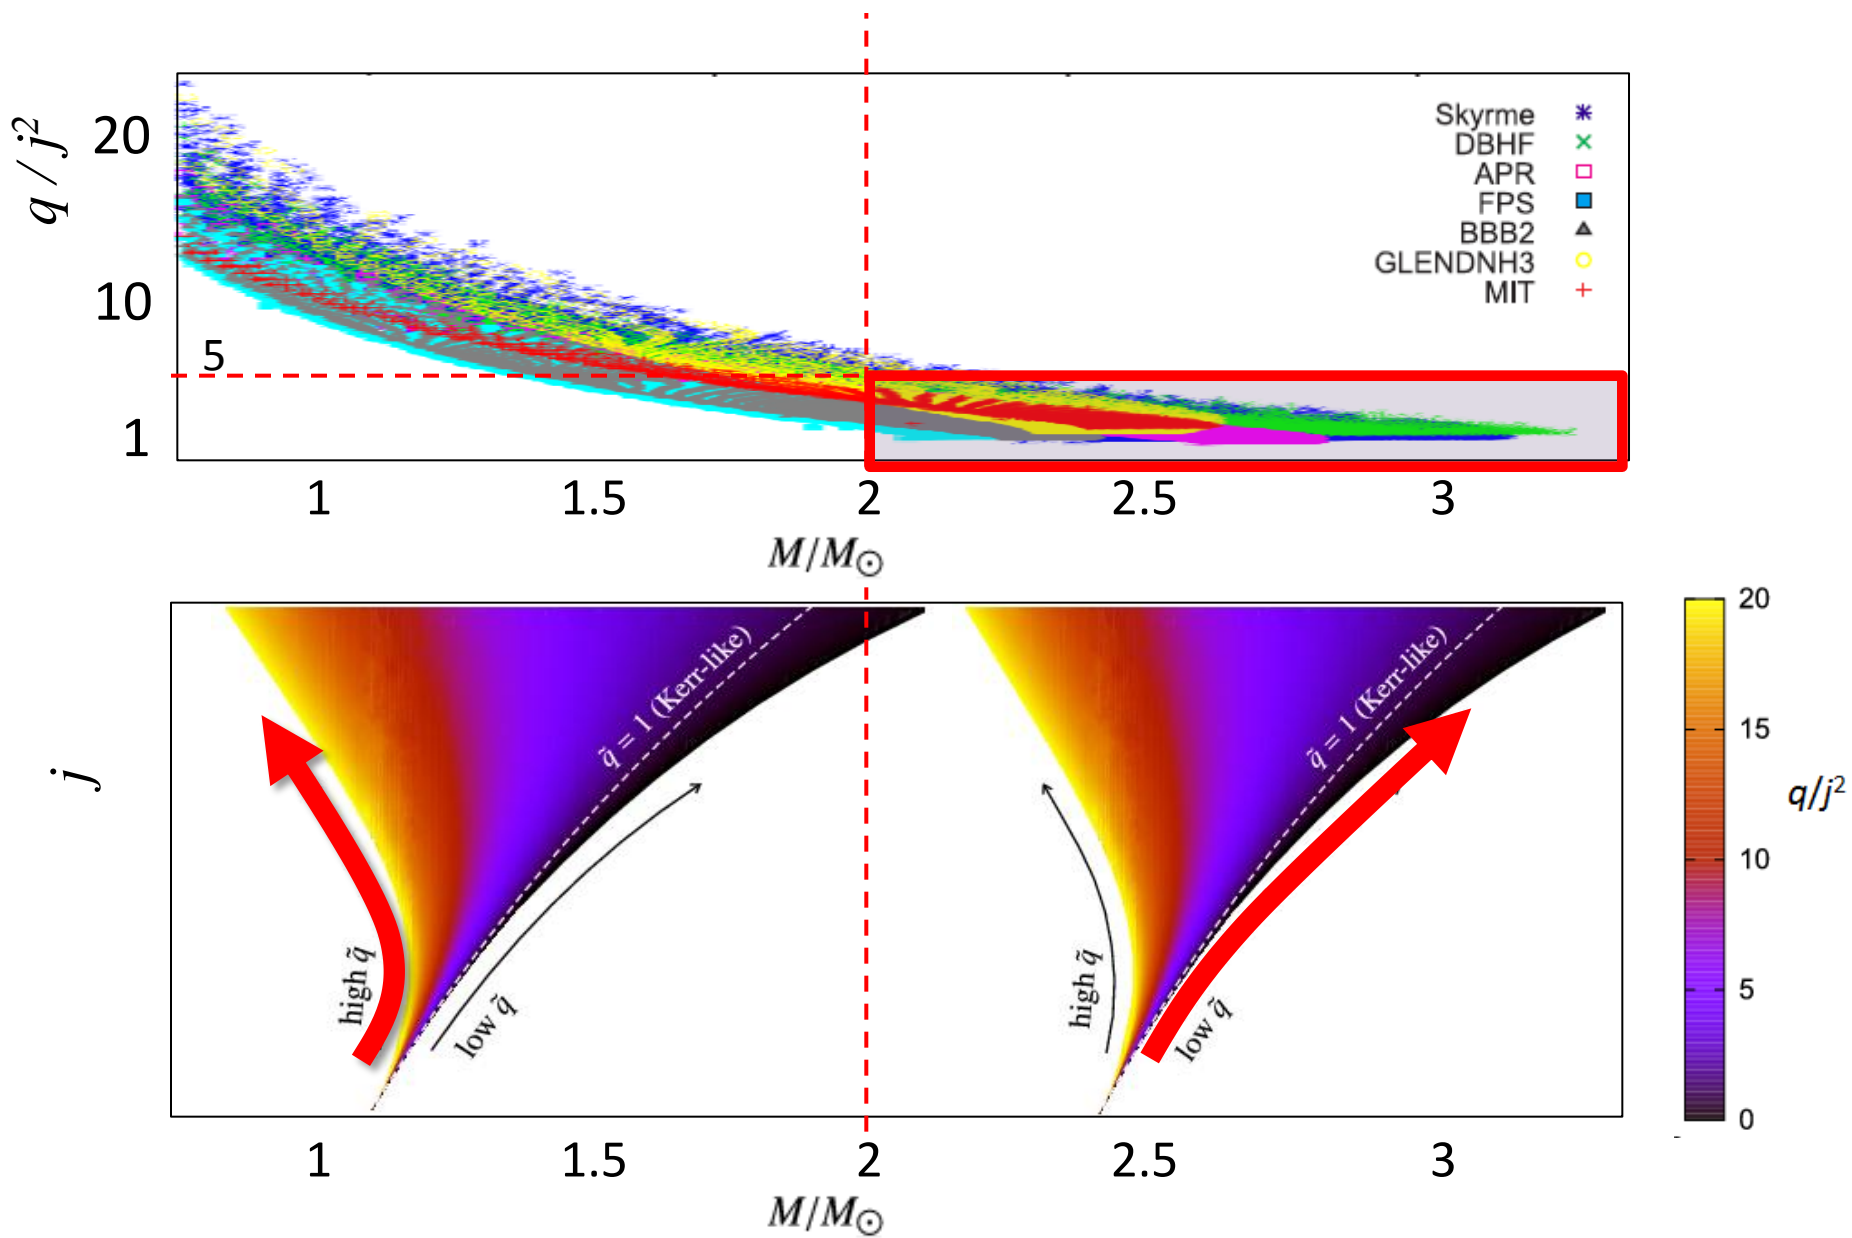 q / j²
20
10
5
1
Skyrme
DBHF
APR
FPS
BBB2
GLENDNH3
MIT
1 1.5 2 2.5 3
M/M⊙
j
q̃ = 1 (Kerr-like)
high q̃
low q̃
q̃ = 1 (Kerr-like)
high q̃
low q̃
20
15
10
5
0
q/j²
1 1.5 2 2.5 3
M/M⊙